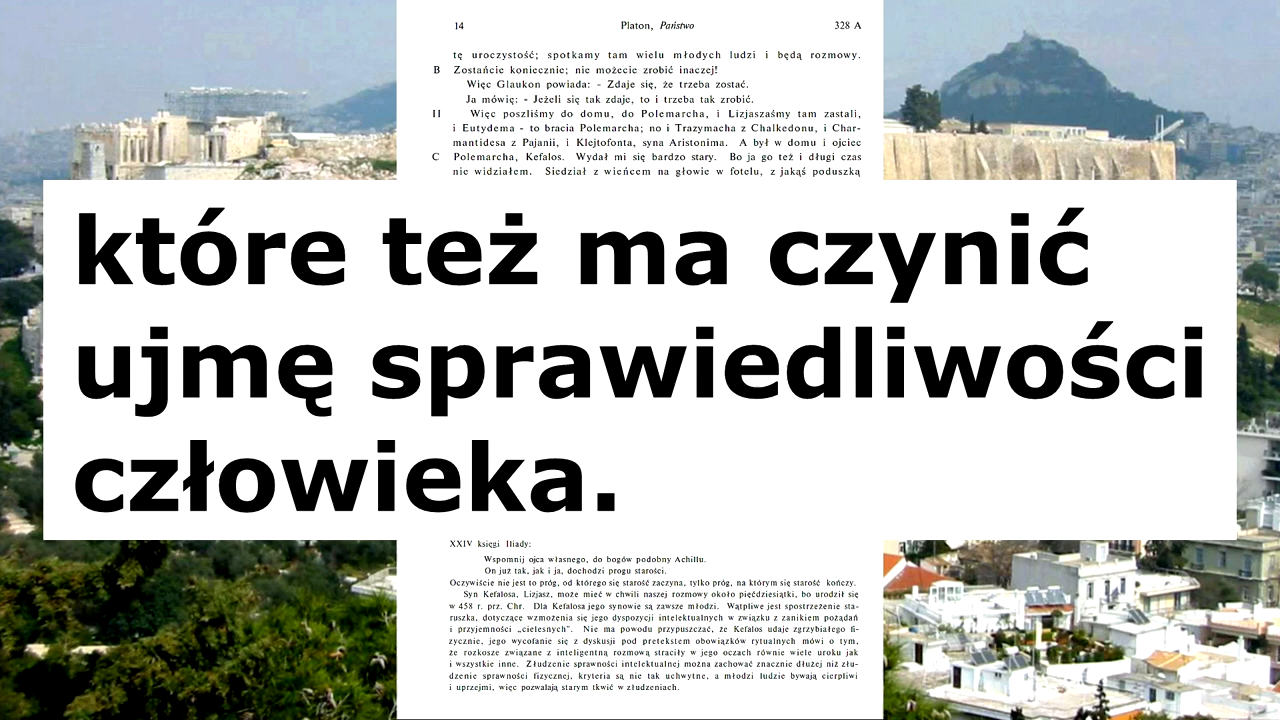 14 Platon, Państwo 328 A
tę uroczystość; spotkamy tam wielu młodych ludzi i będą rozmowy.
B Zostańcie koniecznie; nie możecie zrobić inaczej!
Więc Glaukon powiada: - Zdaje się, że trzeba zostać.
Ja mówię: - Jeżeli się tak zdaje, to i trzeba tak zrobić.
II Więc poszliśmy do domu, do Polemarcha, i Lizjaszaśmy tam zastali,
i Eutydema - to bracia Polemarcha; no i Trazymacha z Chalkedonu, i Char-
mantidesa z Pajanii, i Klejtofonta, syna Aristonima. A był w domu i ojciec
C Polemarcha, Kefalos. Wydał mi się bardzo stary. Bo ja go też i długi czas
nie widziałem. Siedział z wieńcem na głowie w fotelu, z jakąś poduszką
które też ma czynić
ujmę sprawiedliwości
człowieka.
XXIV księgi Iliady:
Wspomnij ojca własnego, do bogów podobny Achillu.
On już tak, jak i ja, dochodzi progu starości.
Oczywiście nie jest to próg, od którego się starość zaczyna, tylko próg, na którym się starość kończy.
Syn Kefalosa, Lizjasz, może mieć w chwili naszej rozmowy około pięćdziesiątki, bo urodził się
w 458 r. prz. Chr. Dla Kefalosa jego synowie są zawsze młodzi. Wątpliwe jest spostrzeżenie sta-
ruszka, dotyczące wzmożenia się jego dyspozycji intelektualnych w związku z zanikiem pożądań
i przyjemności „cielesnych". Nie ma powodu przypuszczać, że Kefalos udaje zgrzybiałego fi-
zycznie, jego wycofanie się z dyskusji pod pretekstem obowiązków rytualnych mówi o tym,
że rozkosze związane z inteligentną rozmową straciły w jego oczach równie wiele uroku jak
i wszystkie inne. Złudzenie sprawności intelektualnej można zachować znacznie dłużej niż złu-
dzenie sprawności fizycznej, kryteria są nie tak uchwytne, a młodzi ludzie bywają cierpliwi
i uprzejmi, więc pozwalają starym tkwić w złudzeniach.